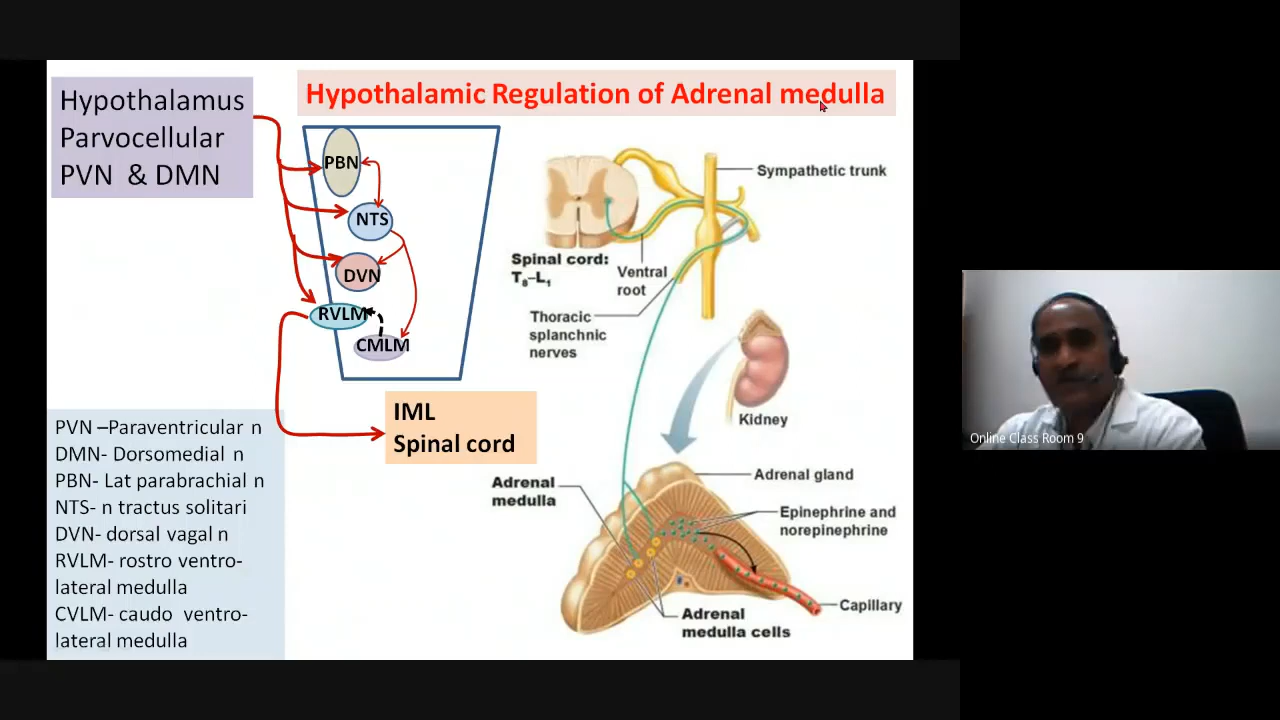 Hypothalamus
Parvocellular
PVN & DMN
Hypothalamic Regulation of Adrenal medulla
PBN
NTS
DVN
RVLM
CMLM
IML
Spinal cord
PVN –Paraventricular n
DMN- Dorsomedial n
PBN- Lat parabrachial n
NTS- n tractus solitari
DVN- dorsal vagal n
RVLM- rostro ventro-
lateral medulla
CVLM- caudo ventro-
lateral medulla
Sympathetic trunk
Spinal cord:
T8–L1
Ventral
root
Thoracic
splanchnic
nerves
Kidney
Adrenal gland
Adrenal
medulla
Epinephrine and
norepinephrine
Capillary
Adrenal
medulla cells
Online Class Room 9